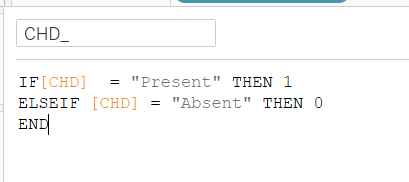 CHD_
IF[CHD]  = "Present" THEN 1
ELSEIF [CHD] = "Absent" THEN 0
END